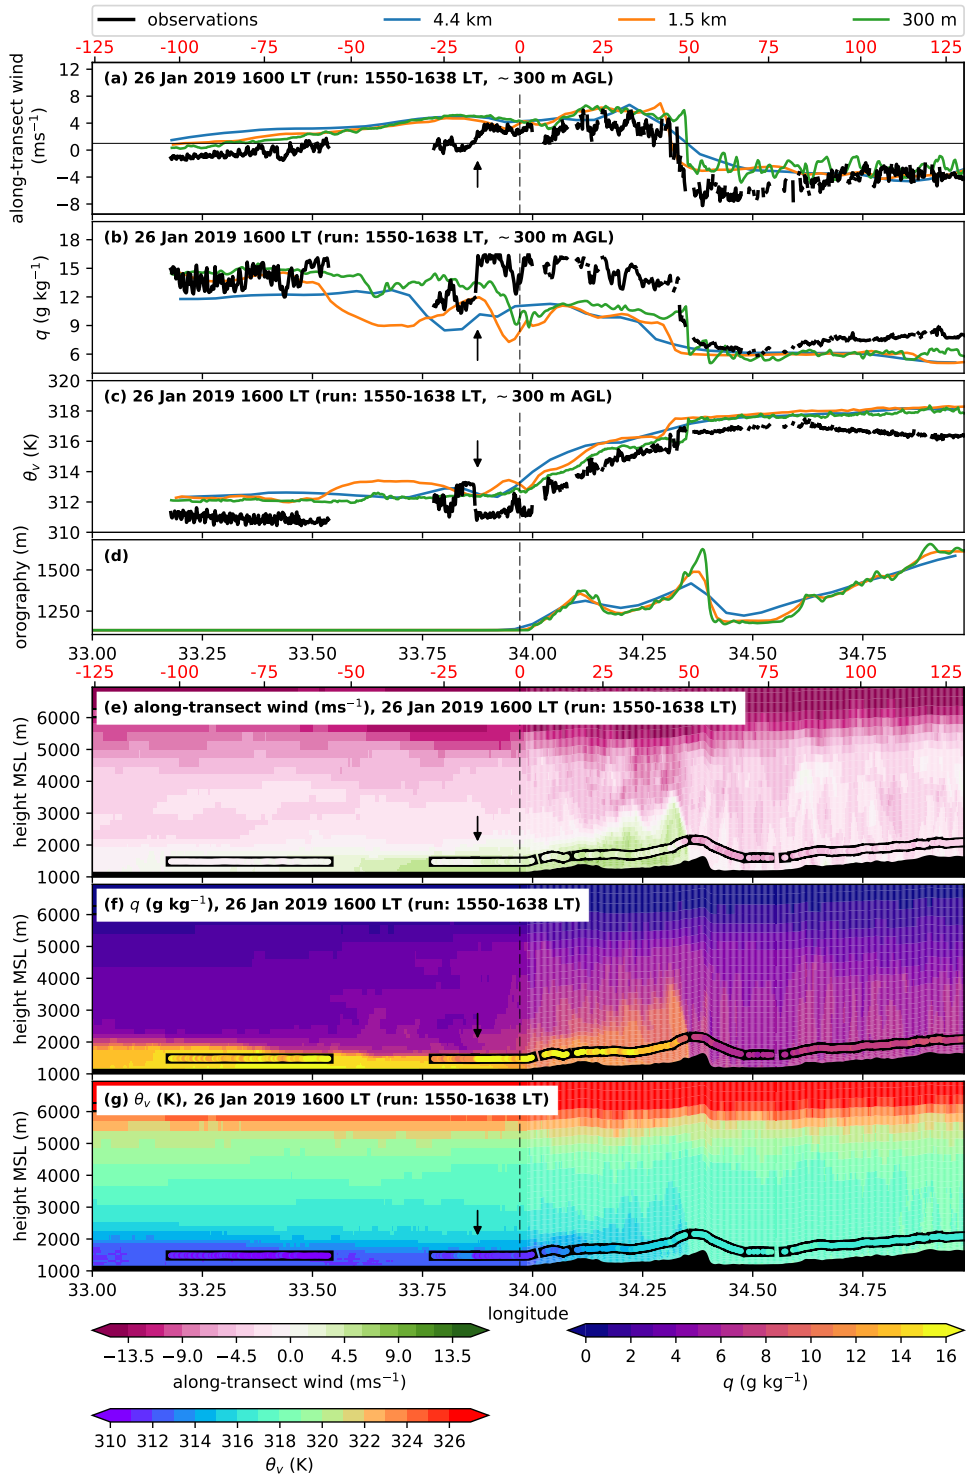 observations 4.4 km 1.5 km 300 m
-125 -100 -75 -50 -25 0 25 50 75 100 125
(a) 26 Jan 2019 1600 LT (run: 1550-1638 LT, ~300 m AGL)
along-transect wind
(ms⁻¹)
12
8
4
0
−4
−8
(b) 26 Jan 2019 1600 LT (run: 1550-1638 LT, ~300 m AGL)
q (g kg⁻¹)
18
15
12
9
6
(c) 26 Jan 2019 1600 LT (run: 1550-1638 LT, ~300 m AGL)
θᵥ (K)
320
318
316
314
312
310
(d)
orography (m)
1500
1250
33.00 33.25 33.50 33.75 34.00 34.25 34.50 34.75
-125 -100 -75 -50 -25 0 25 50 75 100 125
(e) along-transect wind (ms⁻¹), 26 Jan 2019 1600 LT (run: 1550-1638 LT)
height MSL (m)
6000
5000
4000
3000
2000
1000
(f) q (g kg⁻¹), 26 Jan 2019 1600 LT (run: 1550-1638 LT)
height MSL (m)
6000
5000
4000
3000
2000
1000
(g) θᵥ (K), 26 Jan 2019 1600 LT (run: 1550-1638 LT)
height MSL (m)
6000
5000
4000
3000
2000
1000
33.00 33.25 33.50 33.75 34.00 34.25 34.50 34.75
longitude
−13.5 −9.0 −4.5 0.0 4.5 9.0 13.5
along-transect wind (ms⁻¹)
0 2 4 6 8 10 12 14 16
q (g kg⁻¹)
310 312 314 316 318 320 322 324 326
θᵥ (K)